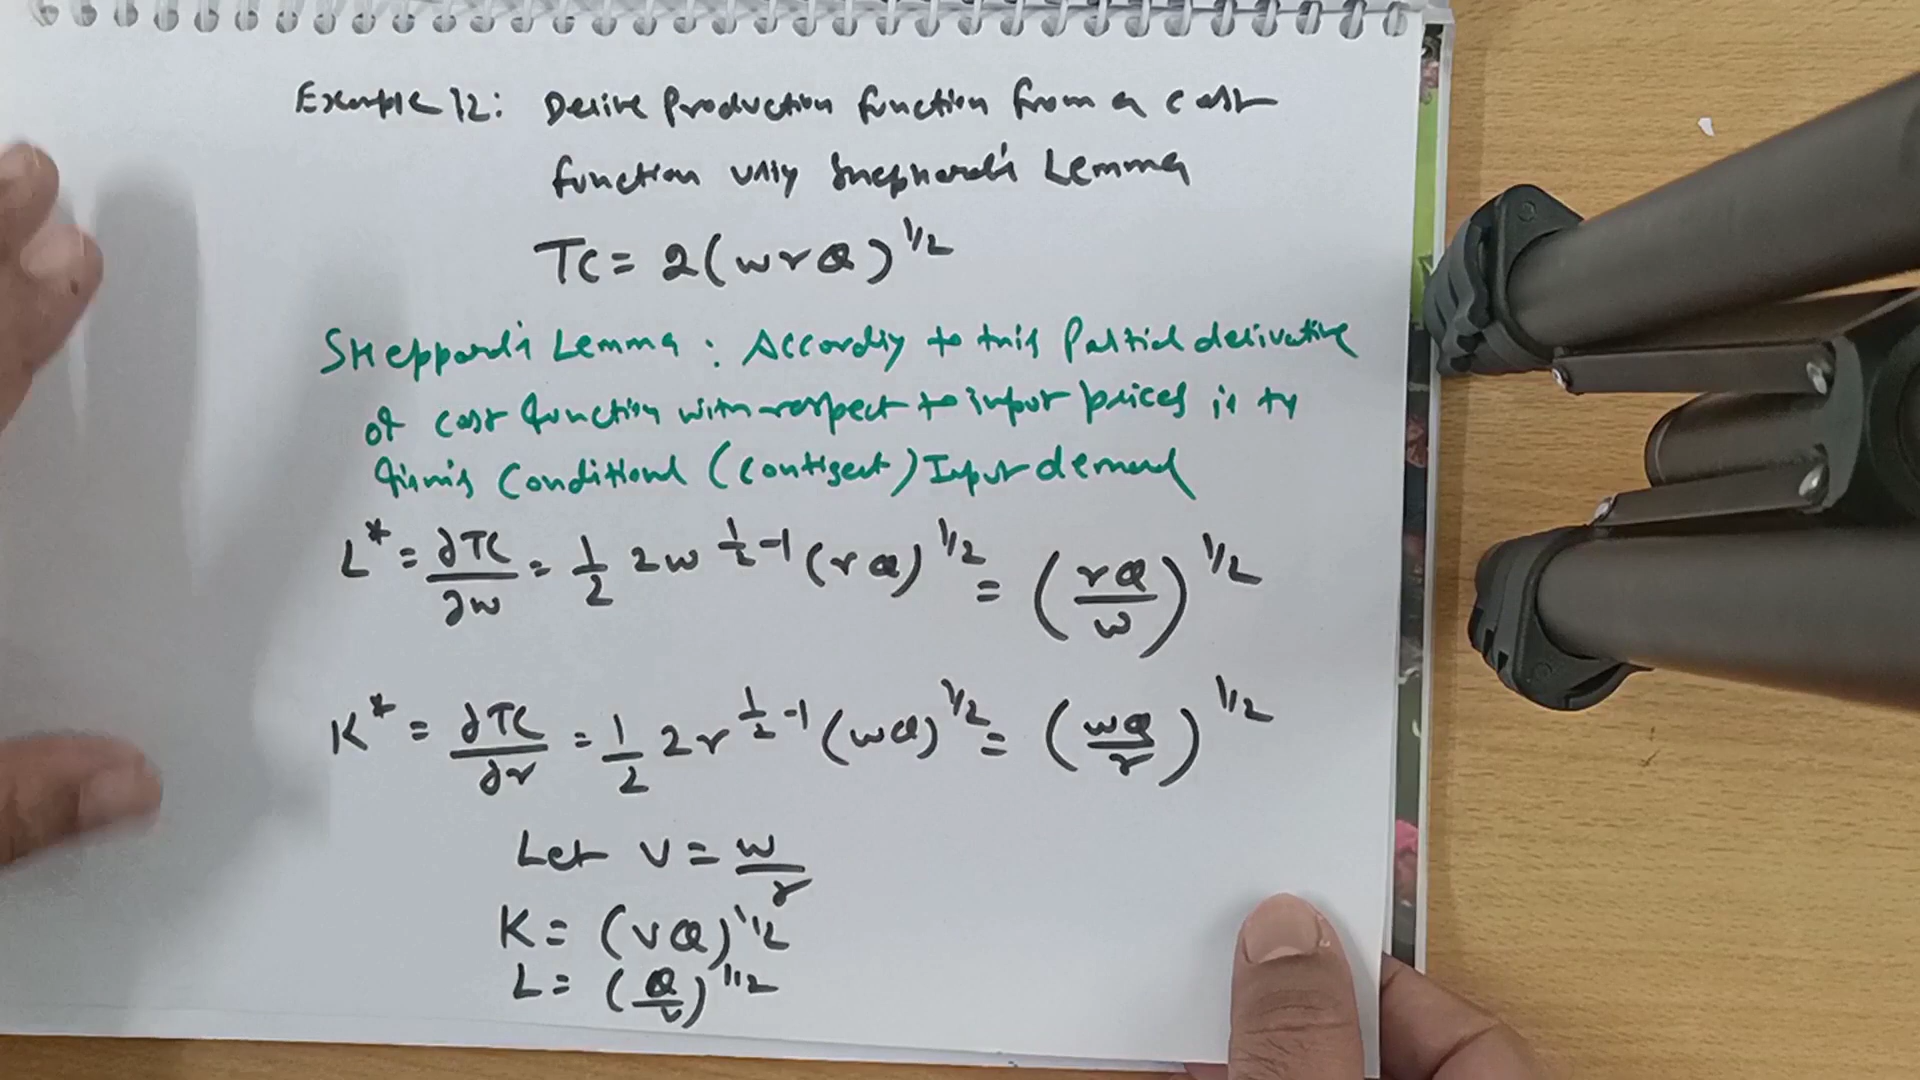 Example 12: Derive Production function from a cost
function using Shephard's Lemma
TC = 2(wrQ)^1/2
SHeppard's Lemma : According to this Partial derivative
of cost function with respect to input prices is the
firm's Conditional (Contigent) Input demand
L* = ∂TC/∂w = 1/2 2w^(1/2-1) (rQ)^1/2 = (rQ/w)^1/2
K* = ∂TC/∂r = 1/2 2r^(1/2-1) (wQ)^1/2 = (wQ/r)^1/2
Let v = w/r
K = (vQ)^1/2
L = (Q/v)^1/2